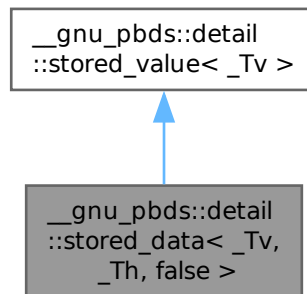 __gnu_pbds::detail
::stored_value< _Tv >
__gnu_pbds::detail
::stored_data< _Tv,
_Th, false >